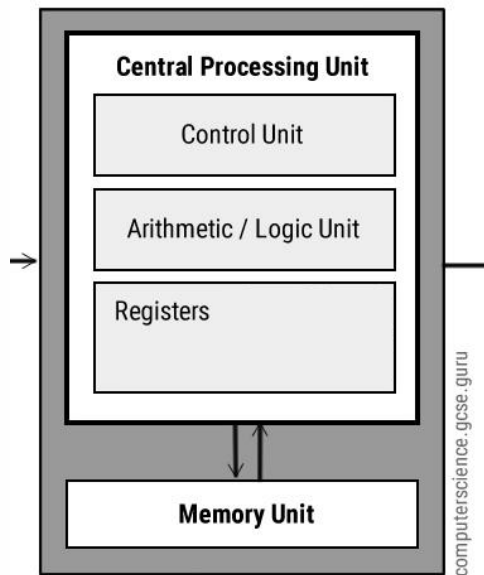 Central Processing Unit
Control Unit
Arithmetic / Logic Unit
Registers
Memory Unit
computerscience.gcse.guru